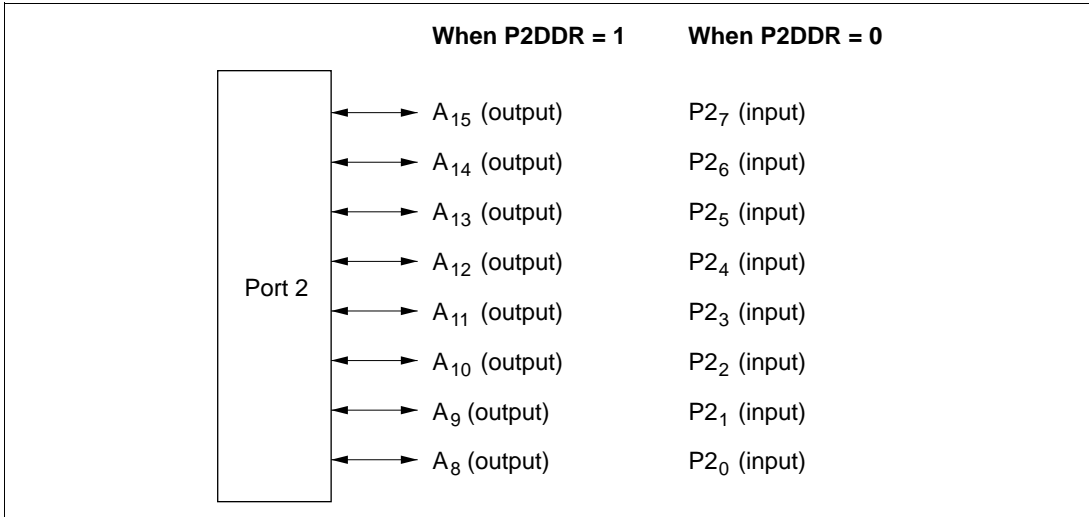 When P2DDR = 1 When P2DDR = 0
A15 (output) P27 (input)
A14 (output) P26 (input)
A13 (output) P25 (input)
A12 (output) P24 (input)
Port 2
A11 (output) P23 (input)
A10 (output) P22 (input)
A9 (output) P21 (input)
A8 (output) P20 (input)